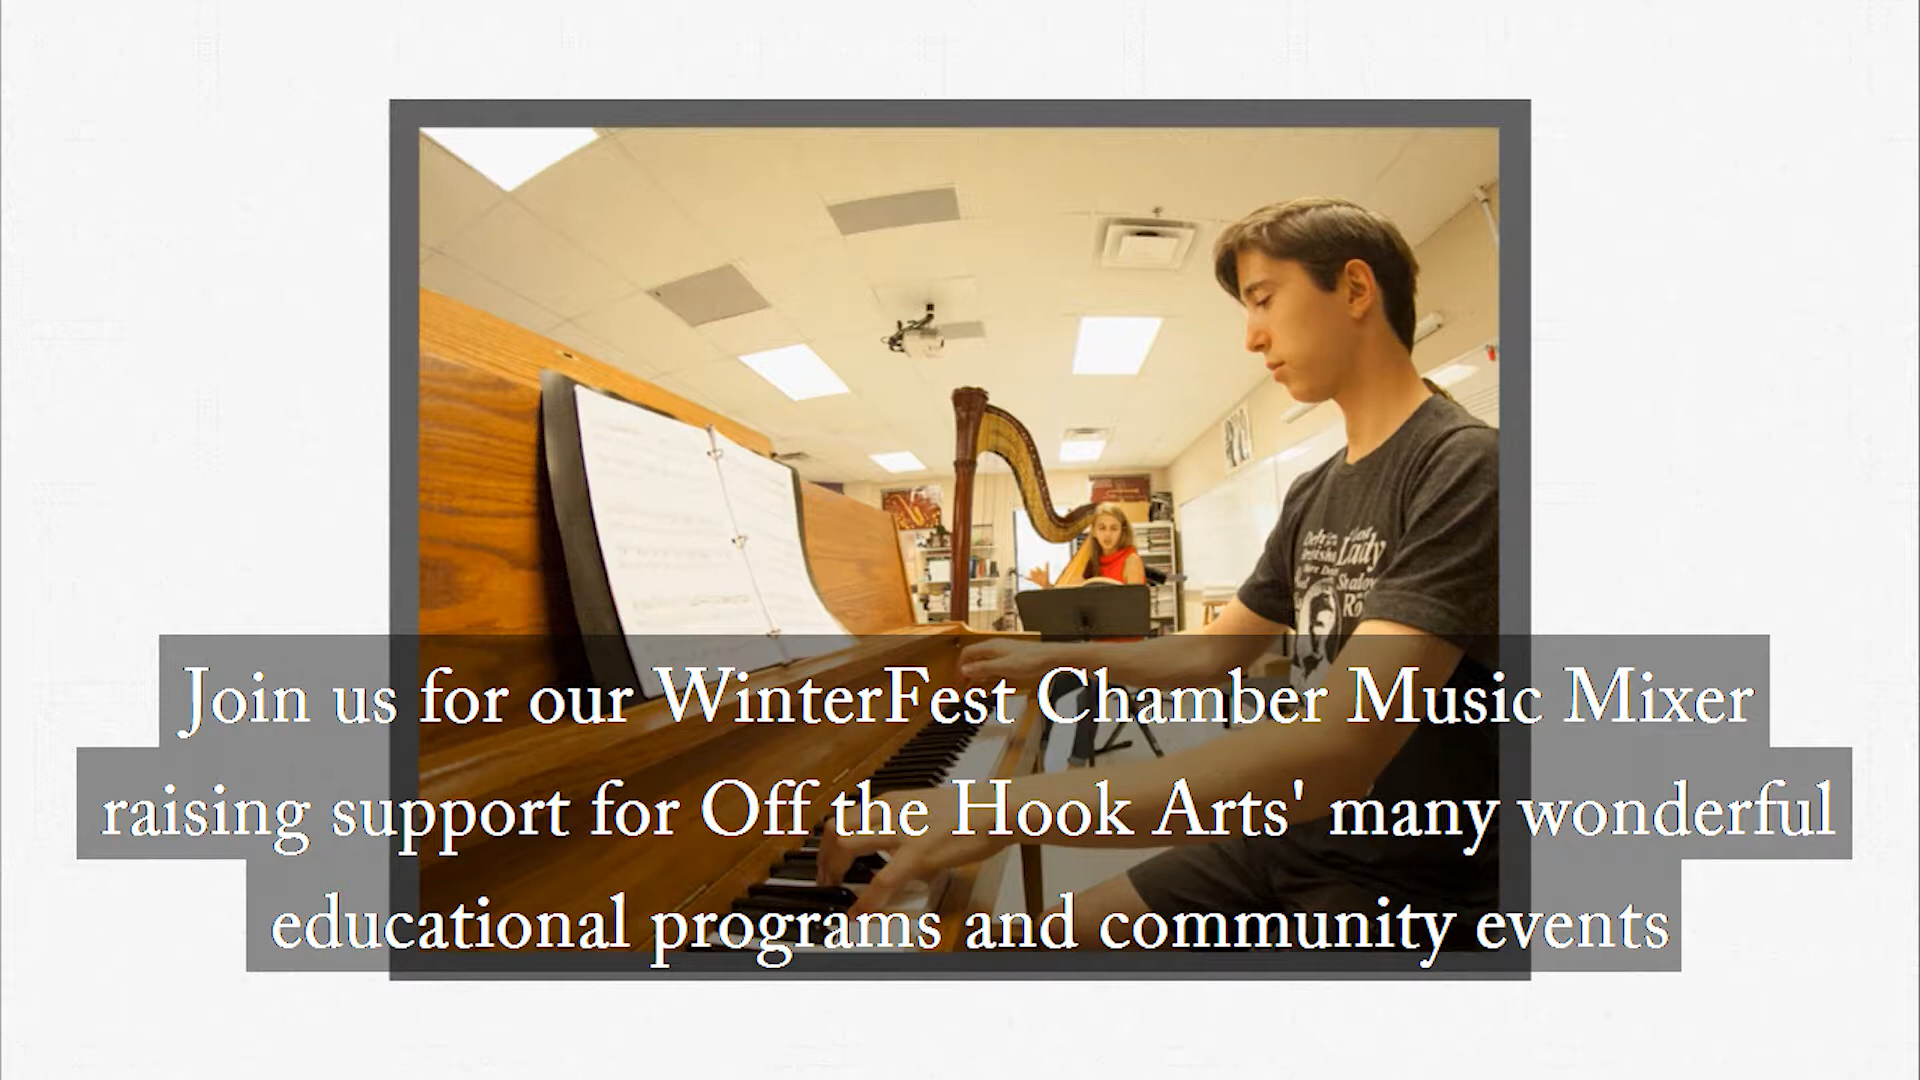 Join us for our WinterFest Chamber Music Mixer
raising support for Off the Hook Arts' many wonderful
educational programs and community events
Lady